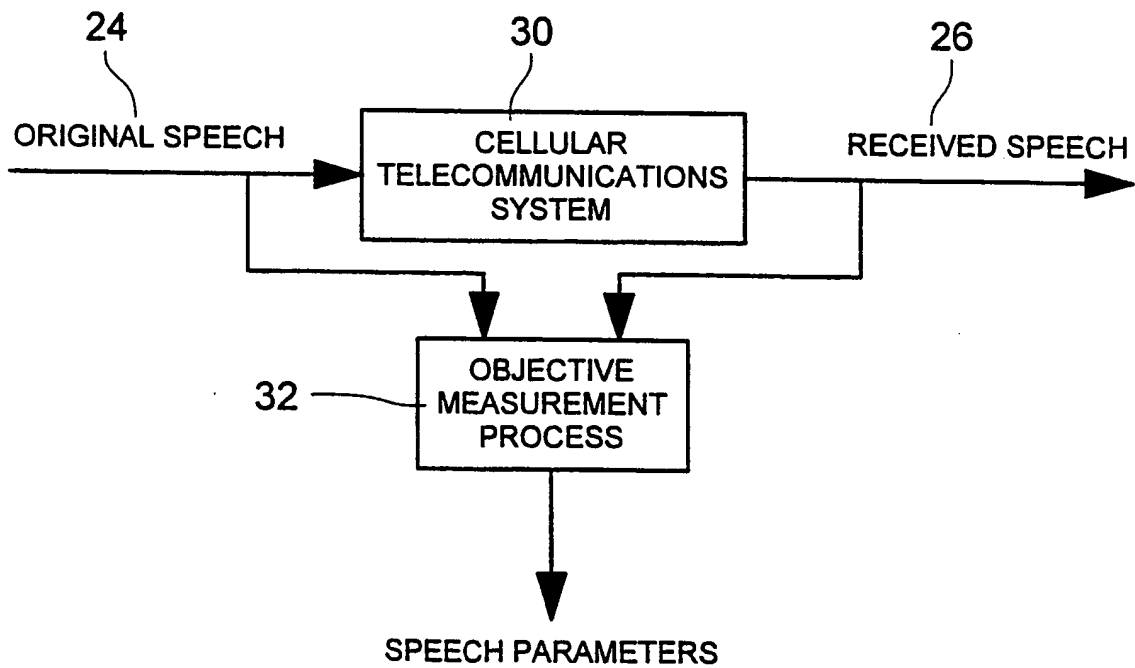 24
30
26
ORIGINAL SPEECH
CELLULAR
TELECOMMUNICATIONS
SYSTEM
RECEIVED SPEECH
32
OBJECTIVE
MEASUREMENT
PROCESS
SPEECH PARAMETERS